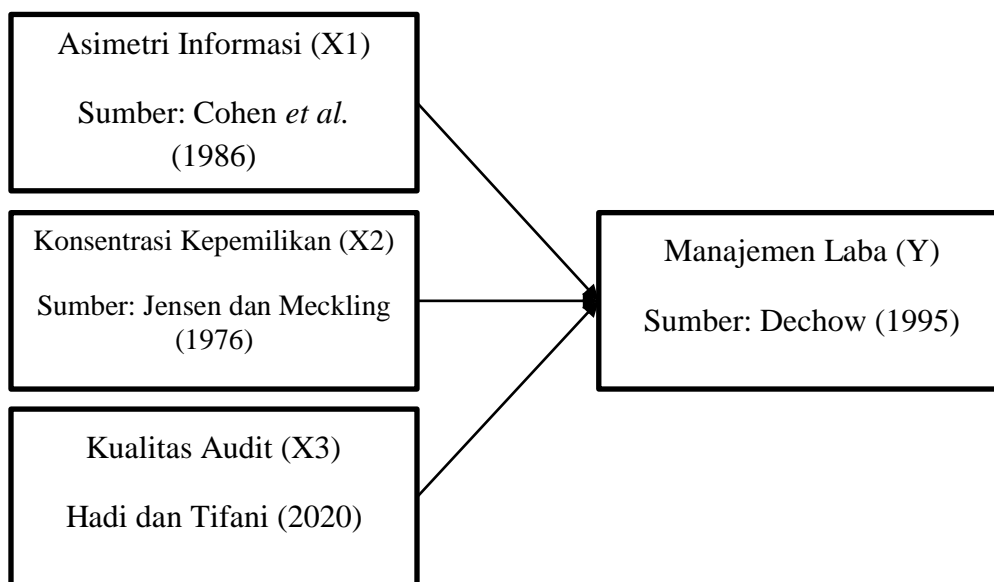 Asimetri Informasi (X1)
Sumber: Cohen et al.
(1986)
Konsentrasi Kepemilikan (X2)
Sumber: Jensen dan Meckling
(1976)
Kualitas Audit (X3)
Hadi dan Tifani (2020)
Manajemen Laba (Y)
Sumber: Dechow (1995)